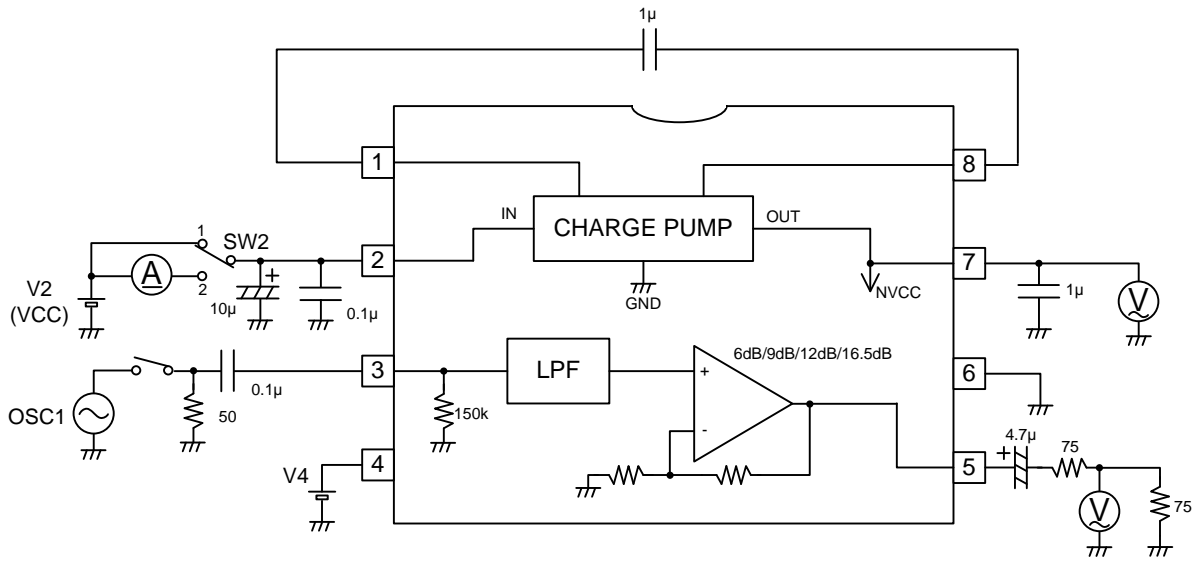 1μ
1
8
IN
CHARGE PUMP
OUT
1
SW2
2
7
A
2
V2
(VCC)
+
10μ
0.1μ
GND
NVCC
1μ
V
3
LPF
6dB/9dB/12dB/16.5dB
+
6
OSC1
50
0.1μ
150k
-
4.7μ
+
75
V4
4
5
V
75